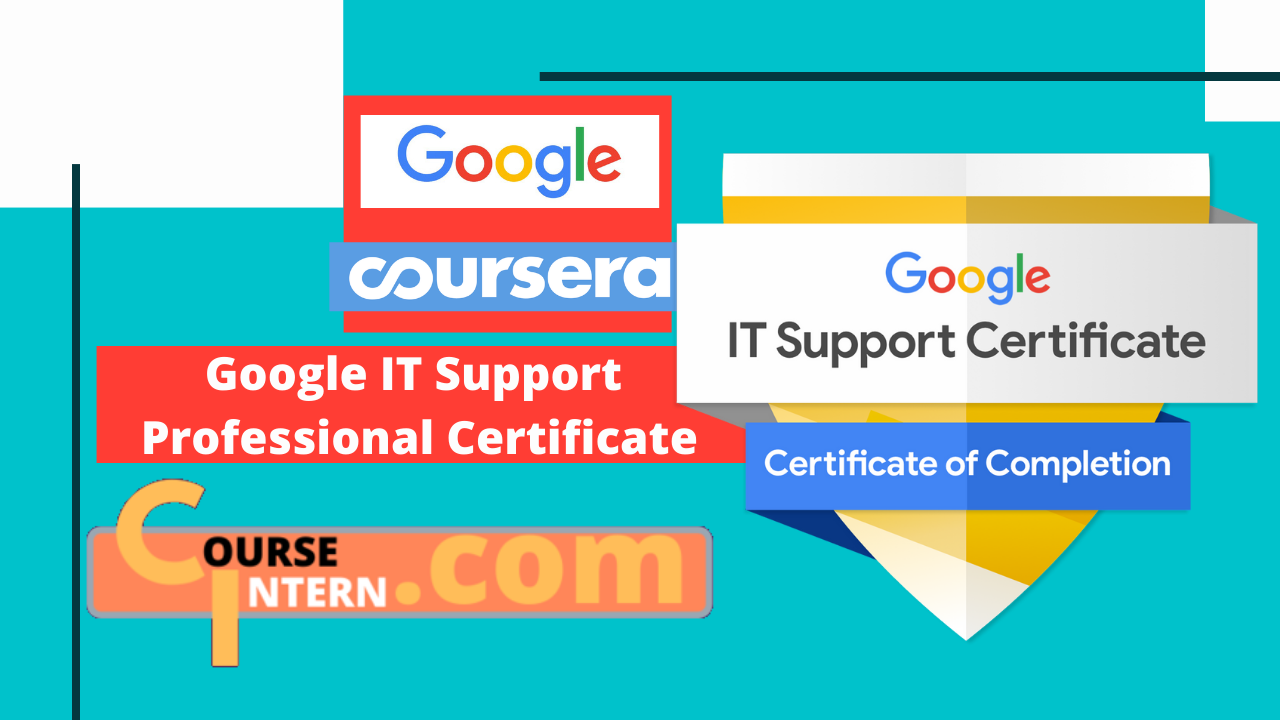 Google
coursera
Google IT Support
Professional Certificate
COURSE
INTERN.com
Google
IT Support Certificate
Certificate of Completion